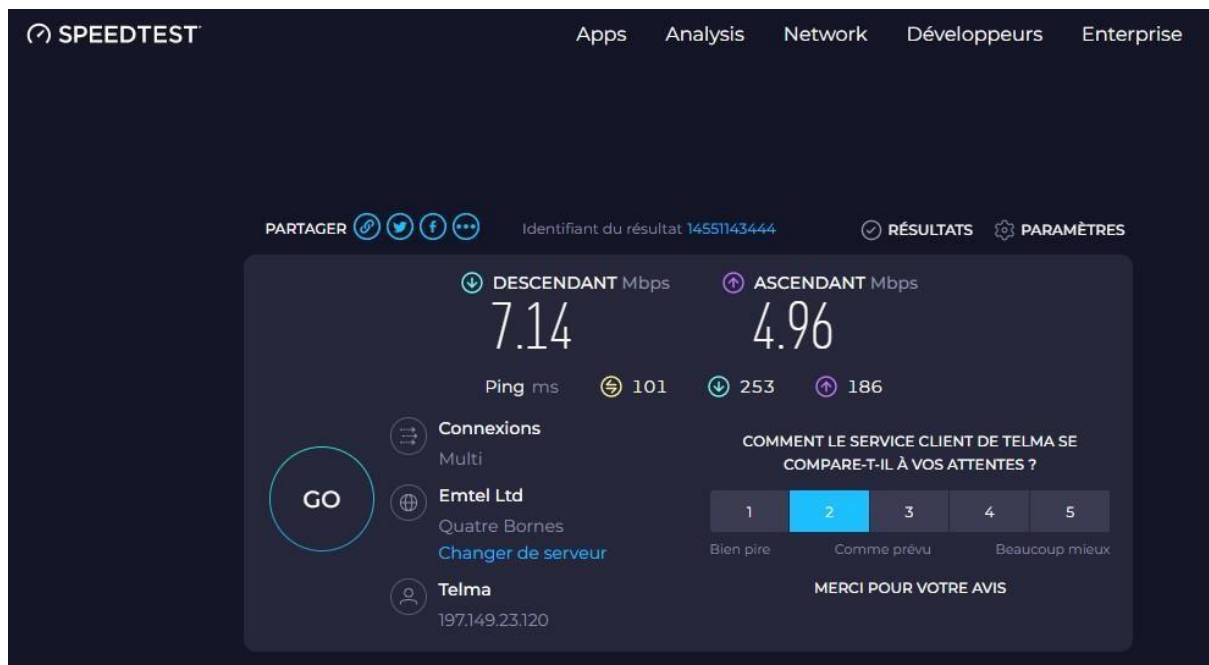 SPEEDTEST
Apps Analysis Network Développeurs Enterprise
PARTAGER Identifiant du résultat 14551143444 RÉSULTATS PARAMÈTRES
DESCENDANT Mbps ASCENDANT Mbps
7.14 4.96
Ping ms 101 253 186
GO
Connexions
Multi
Emtel Ltd
Quatre Bornes
Changer de serveur
Telma
197.149.23.120
COMMENT LE SERVICE CLIENT DE TELMA SE
COMPARE-T-IL À VOS ATTENTES ?
1 2 3 4 5
Bien pire Comme prévu Beaucoup mieux
MERCI POUR VOTRE AVIS